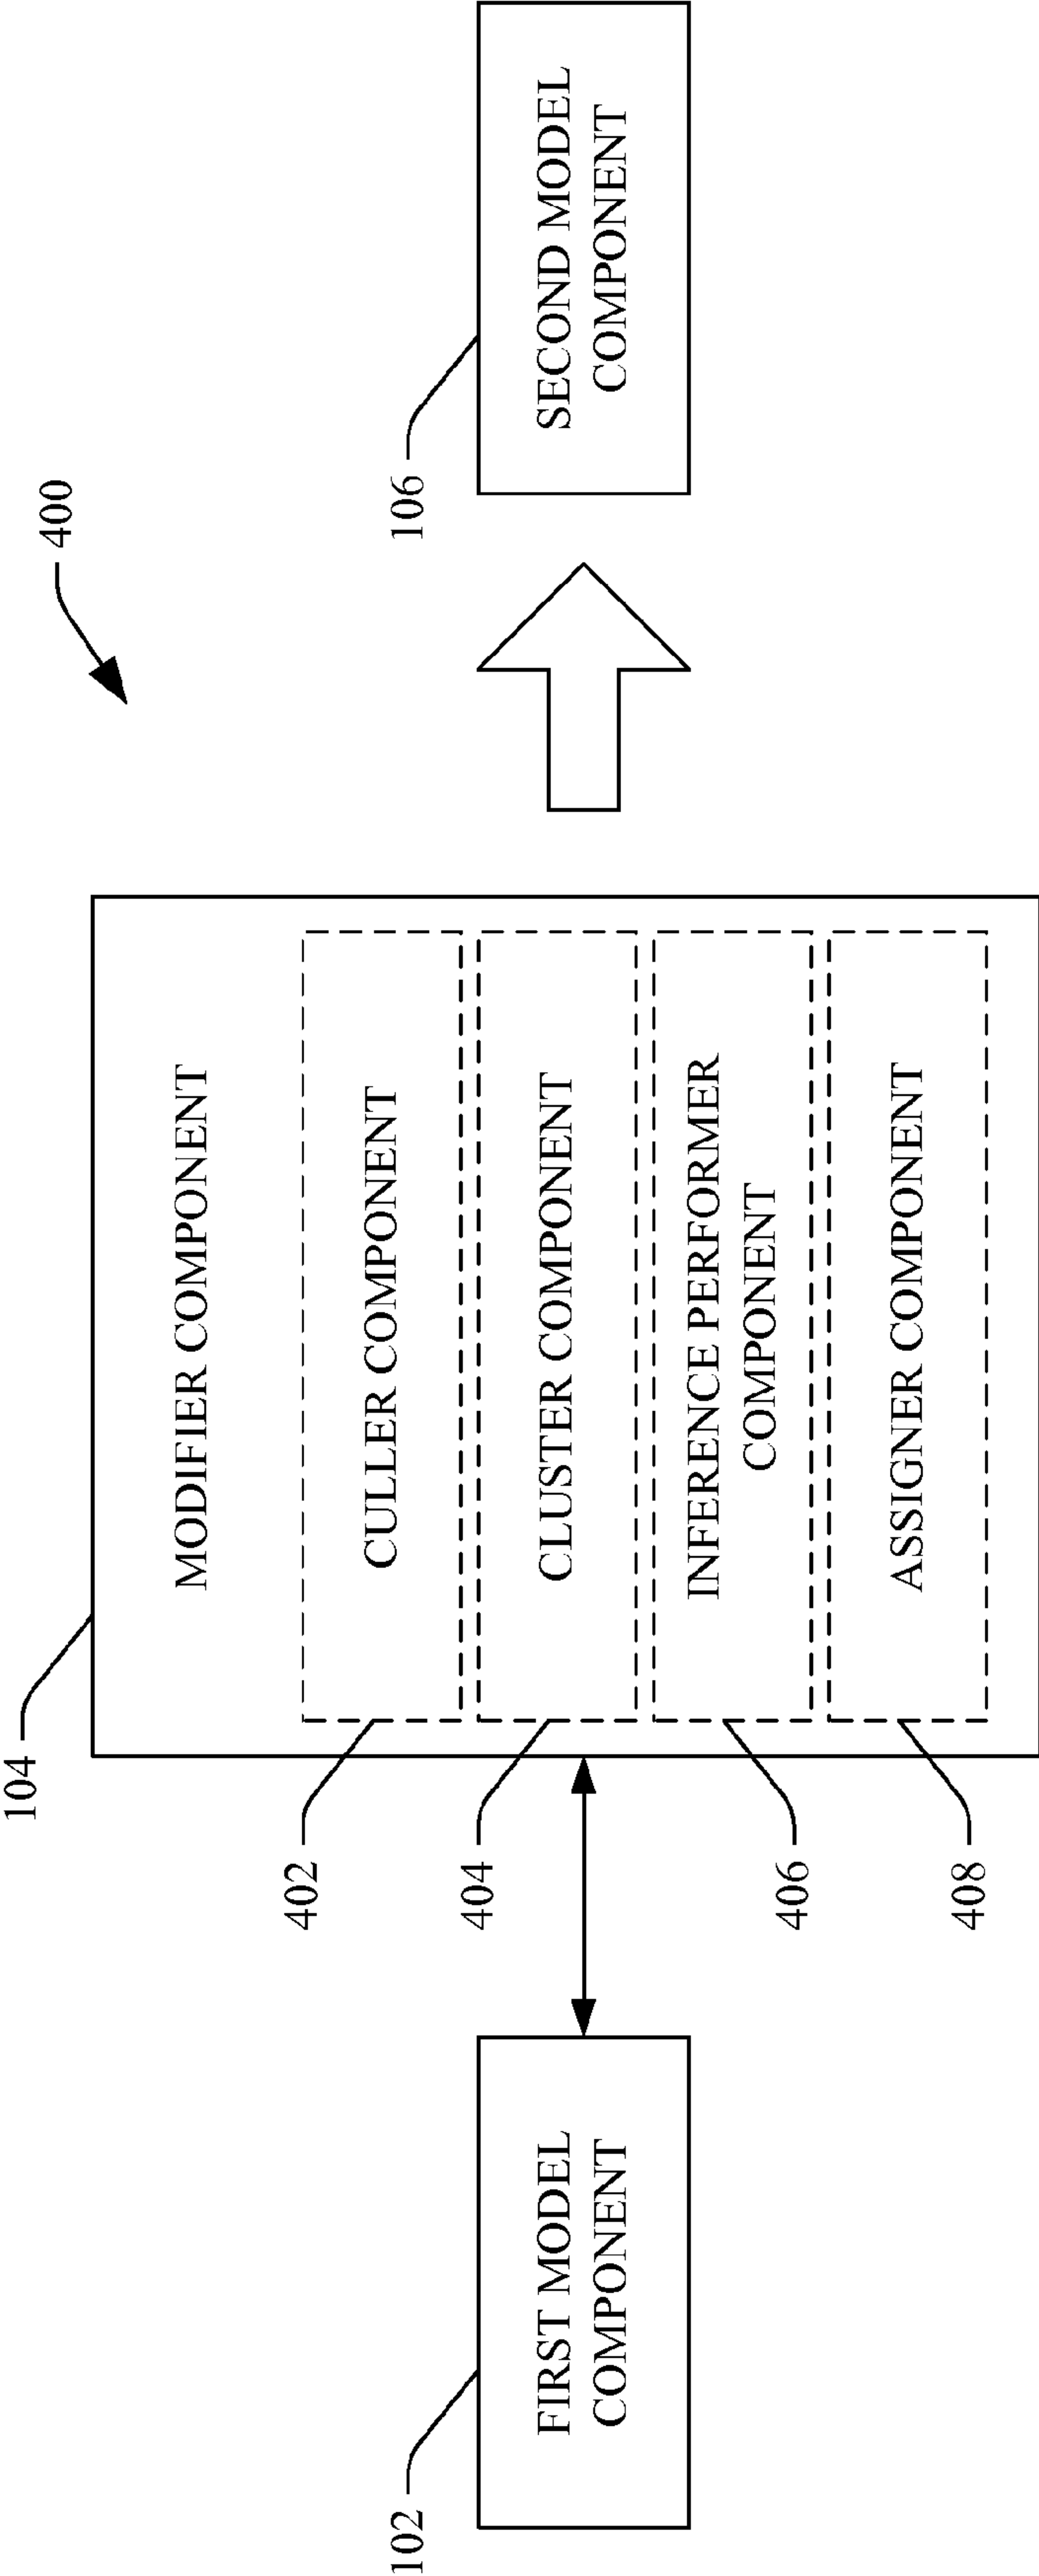 400
104
MODIFIER COMPONENT
402
CULLER COMPONENT
102
FIRST MODEL
COMPONENT
404
CLUSTER COMPONENT
106
SECOND MODEL
COMPONENT
406
INFERENCE PERFORMER
COMPONENT
408
ASSIGNER COMPONENT